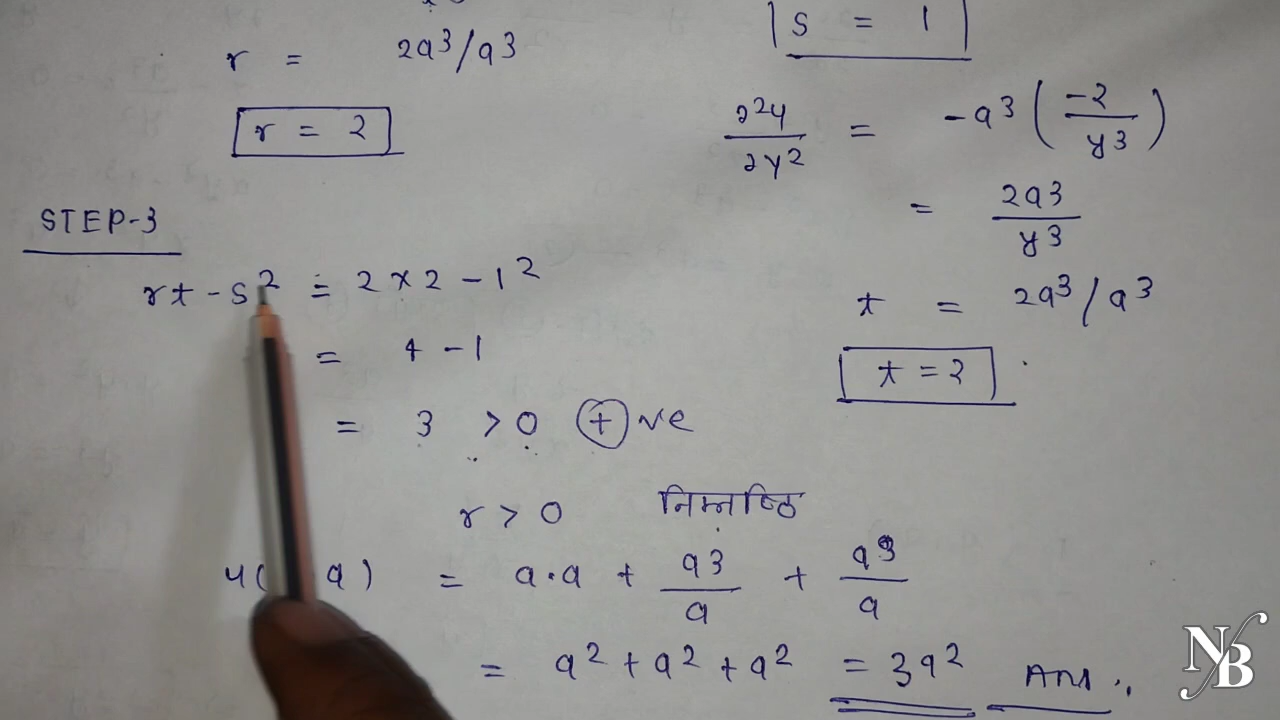 r = 2a³/a³
r = 2
STEP-3
rt - s² = 2 × 2 - 1²
= 4 - 1
= 3 > 0 (+)ve
r > 0 निम्नष्ठि
u( a) = a·a + a³/a + a³/a
= a² + a² + a² = 3a² Ans.
s = 1
∂²u/∂y² = -a³(-2/y³)
= 2a³/y³
t = 2a³/a³
t = 2
NB